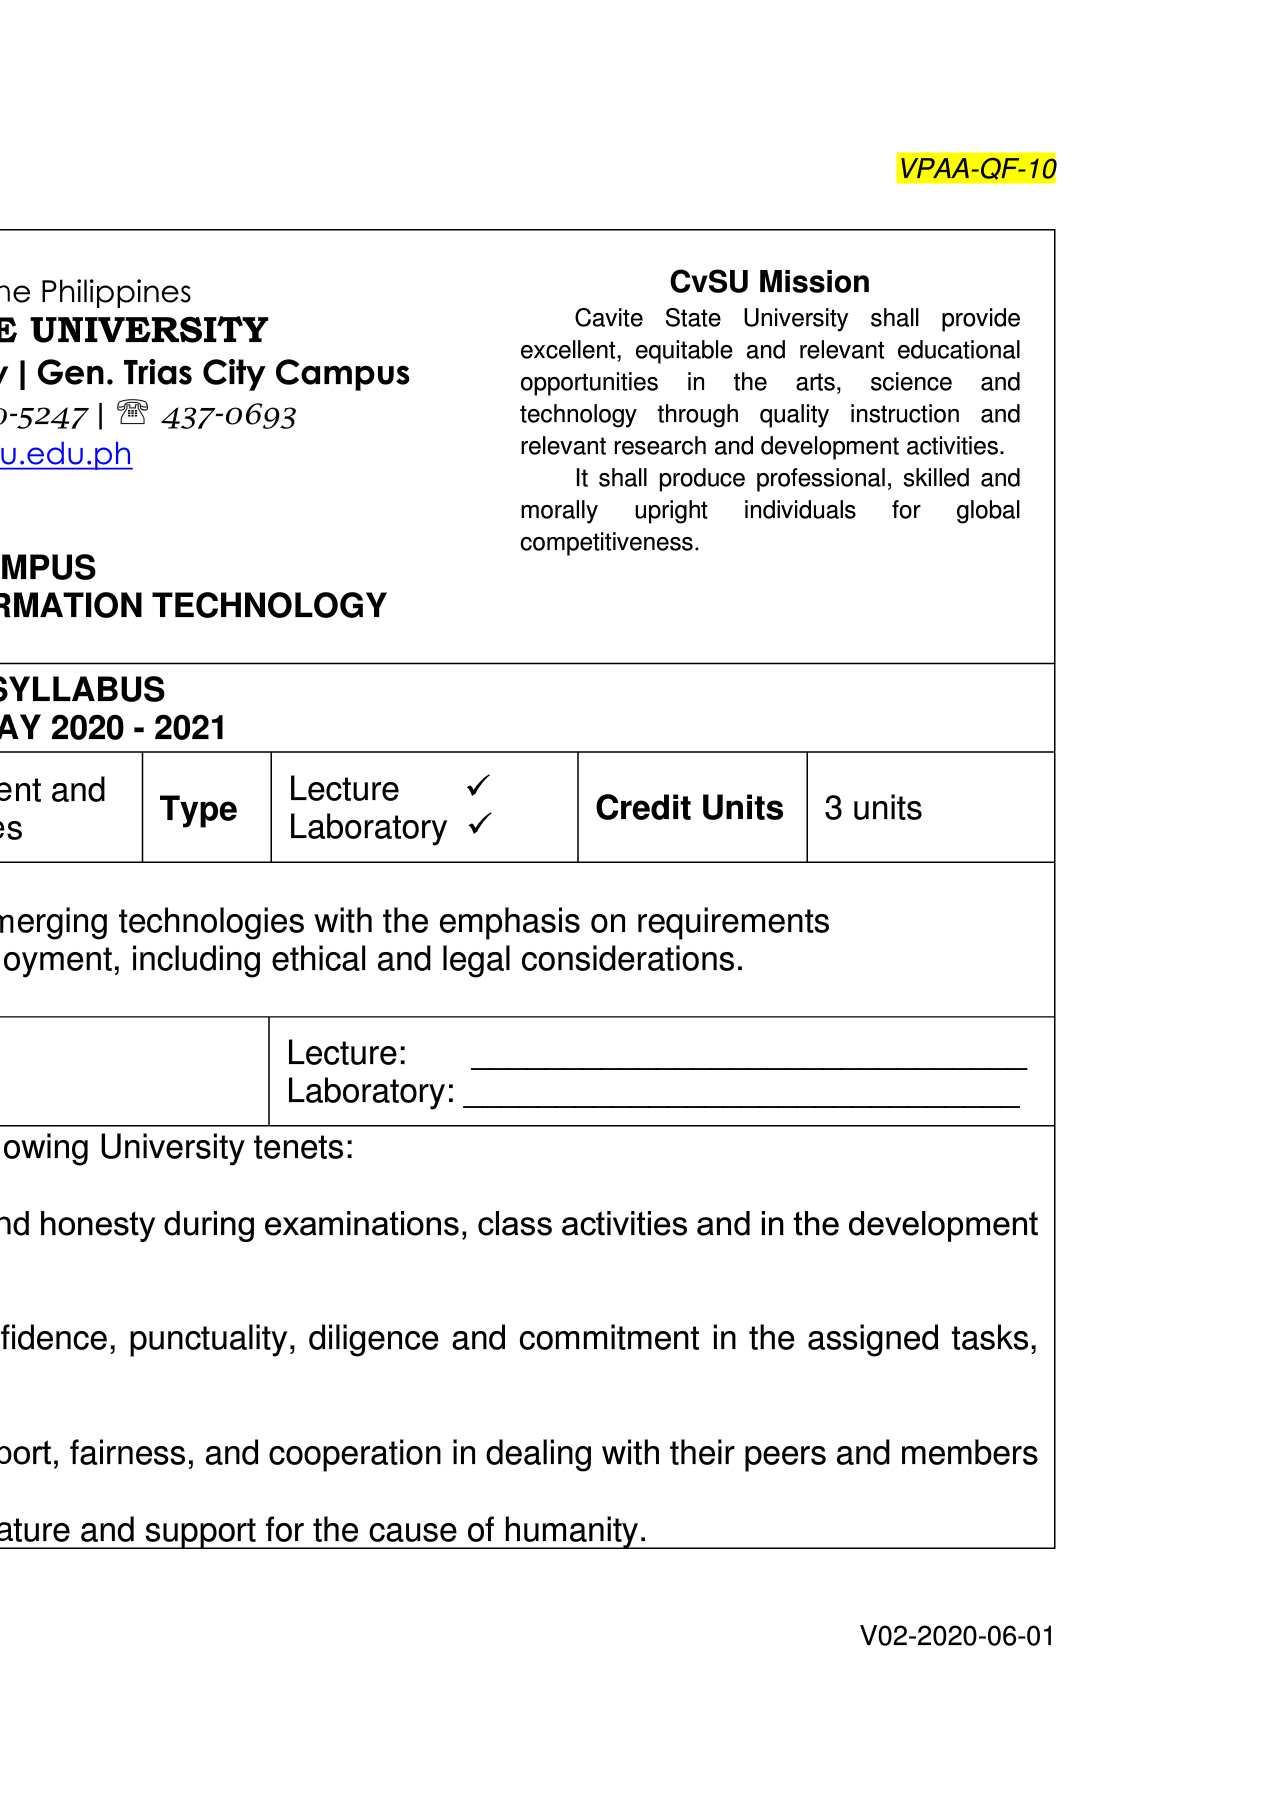 VPAA-QF-10
ne Philippines
E UNIVERSITY
y | Gen. Trias City Campus
0-5247 | ☏ 437-0693
u.edu.ph
MPUS
RMATION TECHNOLOGY
CvSU Mission
Cavite State University shall provide
excellent, equitable and relevant educational
opportunities in the arts, science and
technology through quality instruction and
relevant research and development activities.
It shall produce professional, skilled and
morally upright individuals for global
competitiveness.
SYLLABUS
AY 2020 - 2021
ent and
es
Type
Lecture ✓
Laboratory ✓
Credit Units
3 units
merging technologies with the emphasis on requirements
oyment, including ethical and legal considerations.
Lecture: ______________________________
Laboratory: ______________________________
owing University tenets:
nd honesty during examinations, class activities and in the development
fidence, punctuality, diligence and commitment in the assigned tasks,
port, fairness, and cooperation in dealing with their peers and members
ature and support for the cause of humanity.
V02-2020-06-01